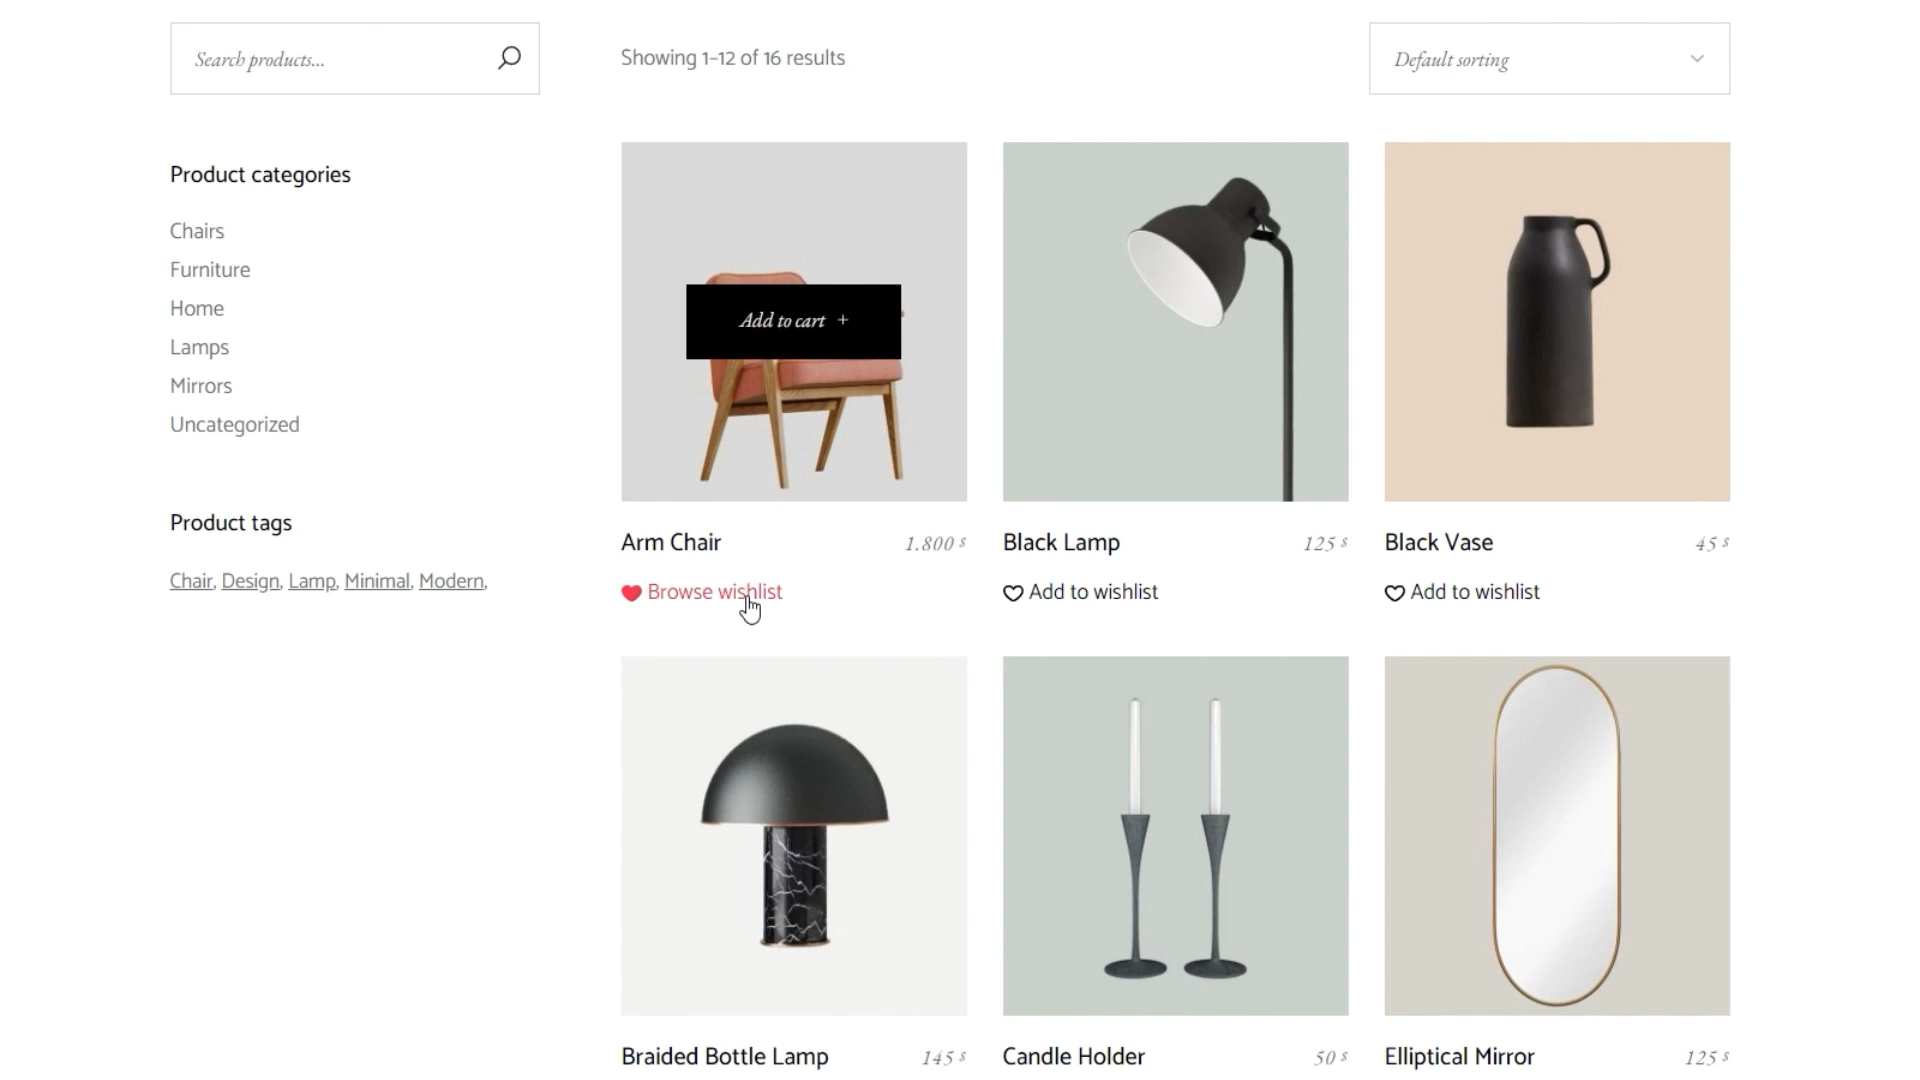 Search products...
Showing 1–12 of 16 results
Default sorting
Product categories
Chairs
Furniture
Home
Lamps
Mirrors
Uncategorized
Product tags
Chair, Design, Lamp, Minimal, Modern,
Add to cart +
Arm Chair 1.800 $
Browse wishlist
Black Lamp 125 $
Add to wishlist
Black Vase 45 $
Add to wishlist
Braided Bottle Lamp 145 $
Candle Holder 50 $
Elliptical Mirror 125 $